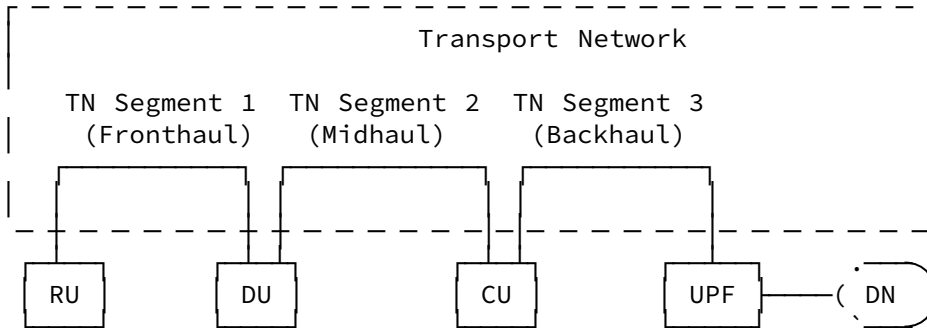 Transport Network
TN Segment 1 TN Segment 2 TN Segment 3
(Fronthaul) (Midhaul) (Backhaul)
RU DU CU UPF DN